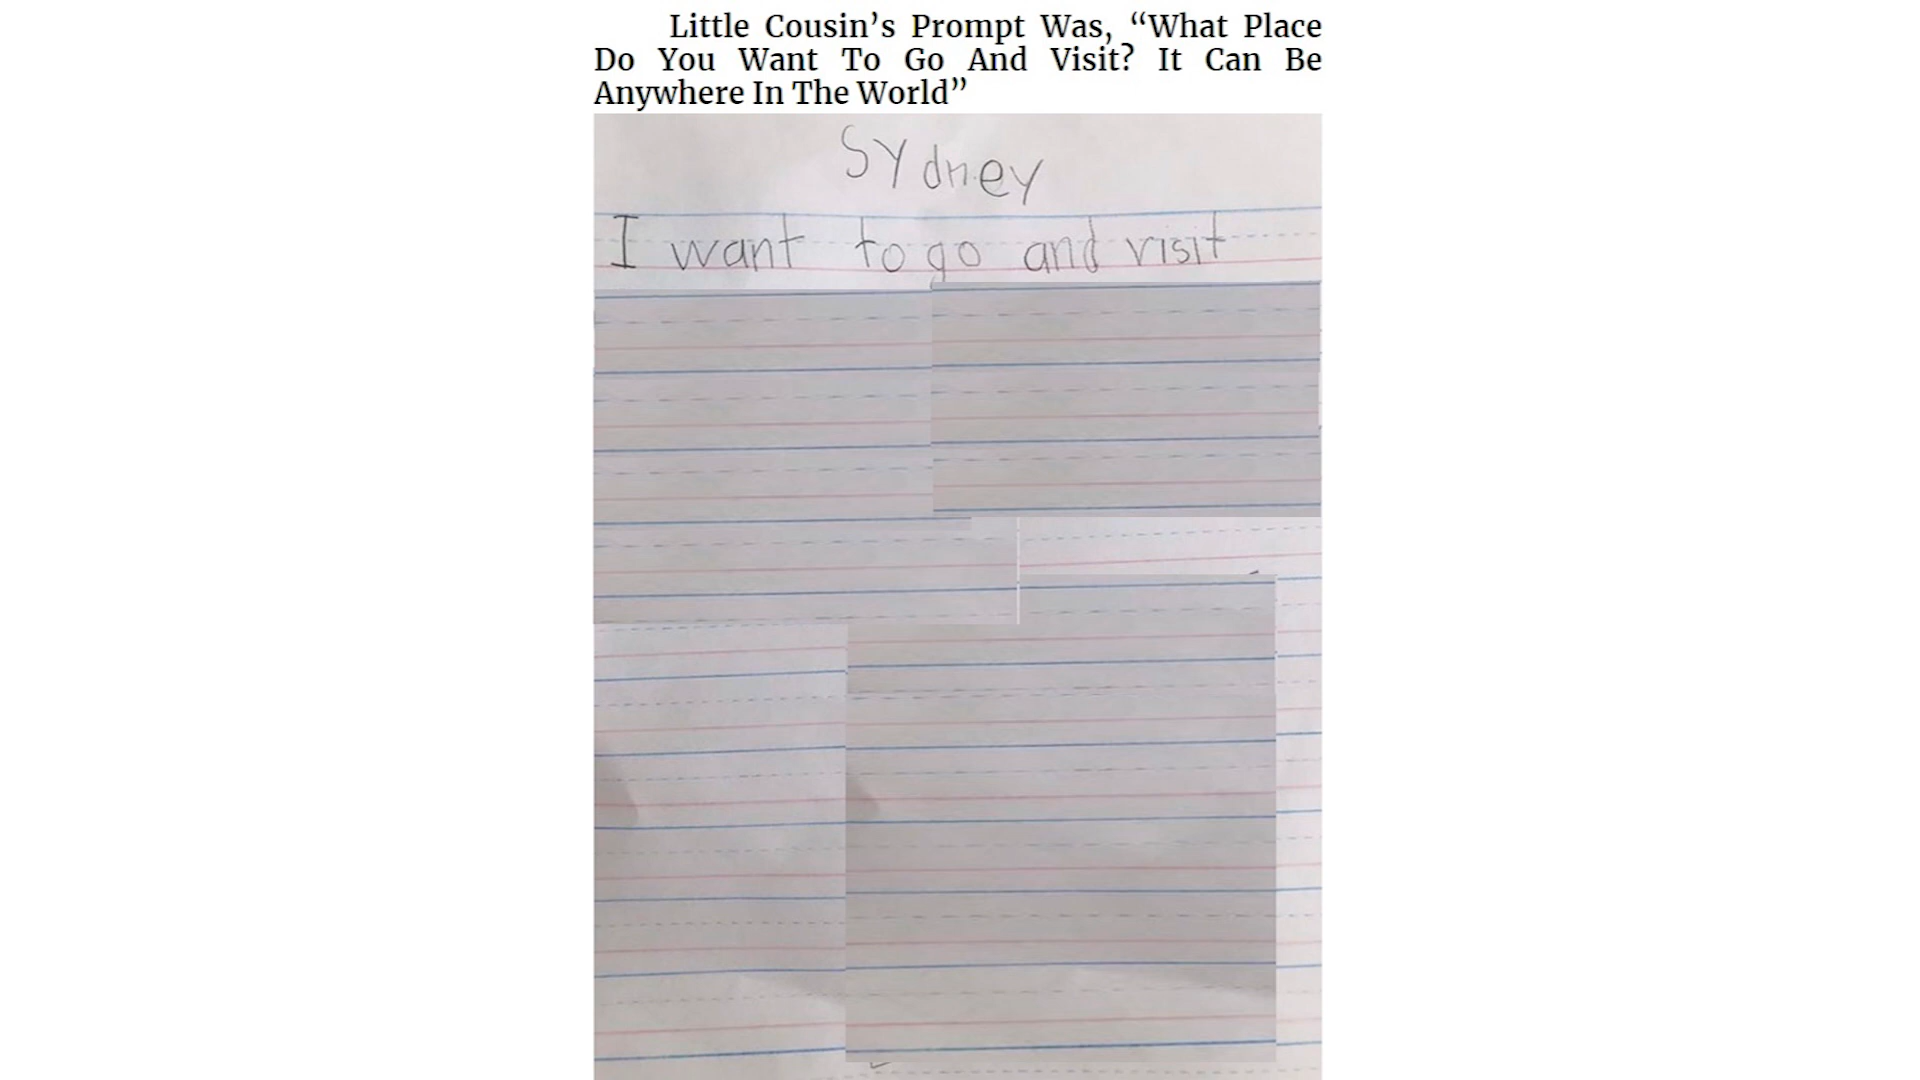 Little Cousin’s Prompt Was, “What Place
Do You Want To Go And Visit? It Can Be
Anywhere In The World”
Sydney
I want to go and visit